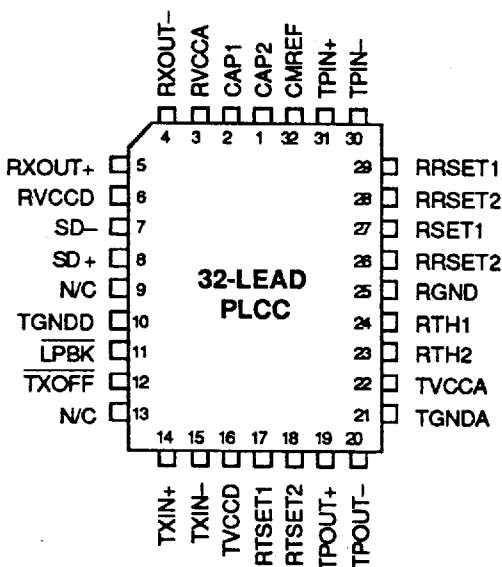 RXOUT–
RVCCA
CAP1
CAP2
CMREF
TPIN+
TPIN–
4 3 2 1 32 31 30
RXOUT+ 5
RVCCD 6
SD– 7
SD+ 8
N/C 9
TGNDD 10
LPBK 11
TXOFF 12
N/C 13
32-LEAD
PLCC
29 RRSET1
28 RRSET2
27 RSET1
26 RRSET2
25 RGND
24 RTH1
23 RTH2
22 TVCCA
21 TGNDA
14 15 16 17 18 19 20
TXIN+
TXIN–
TVCCD
RTSET1
RTSET2
TPOUT+
TPOUT–